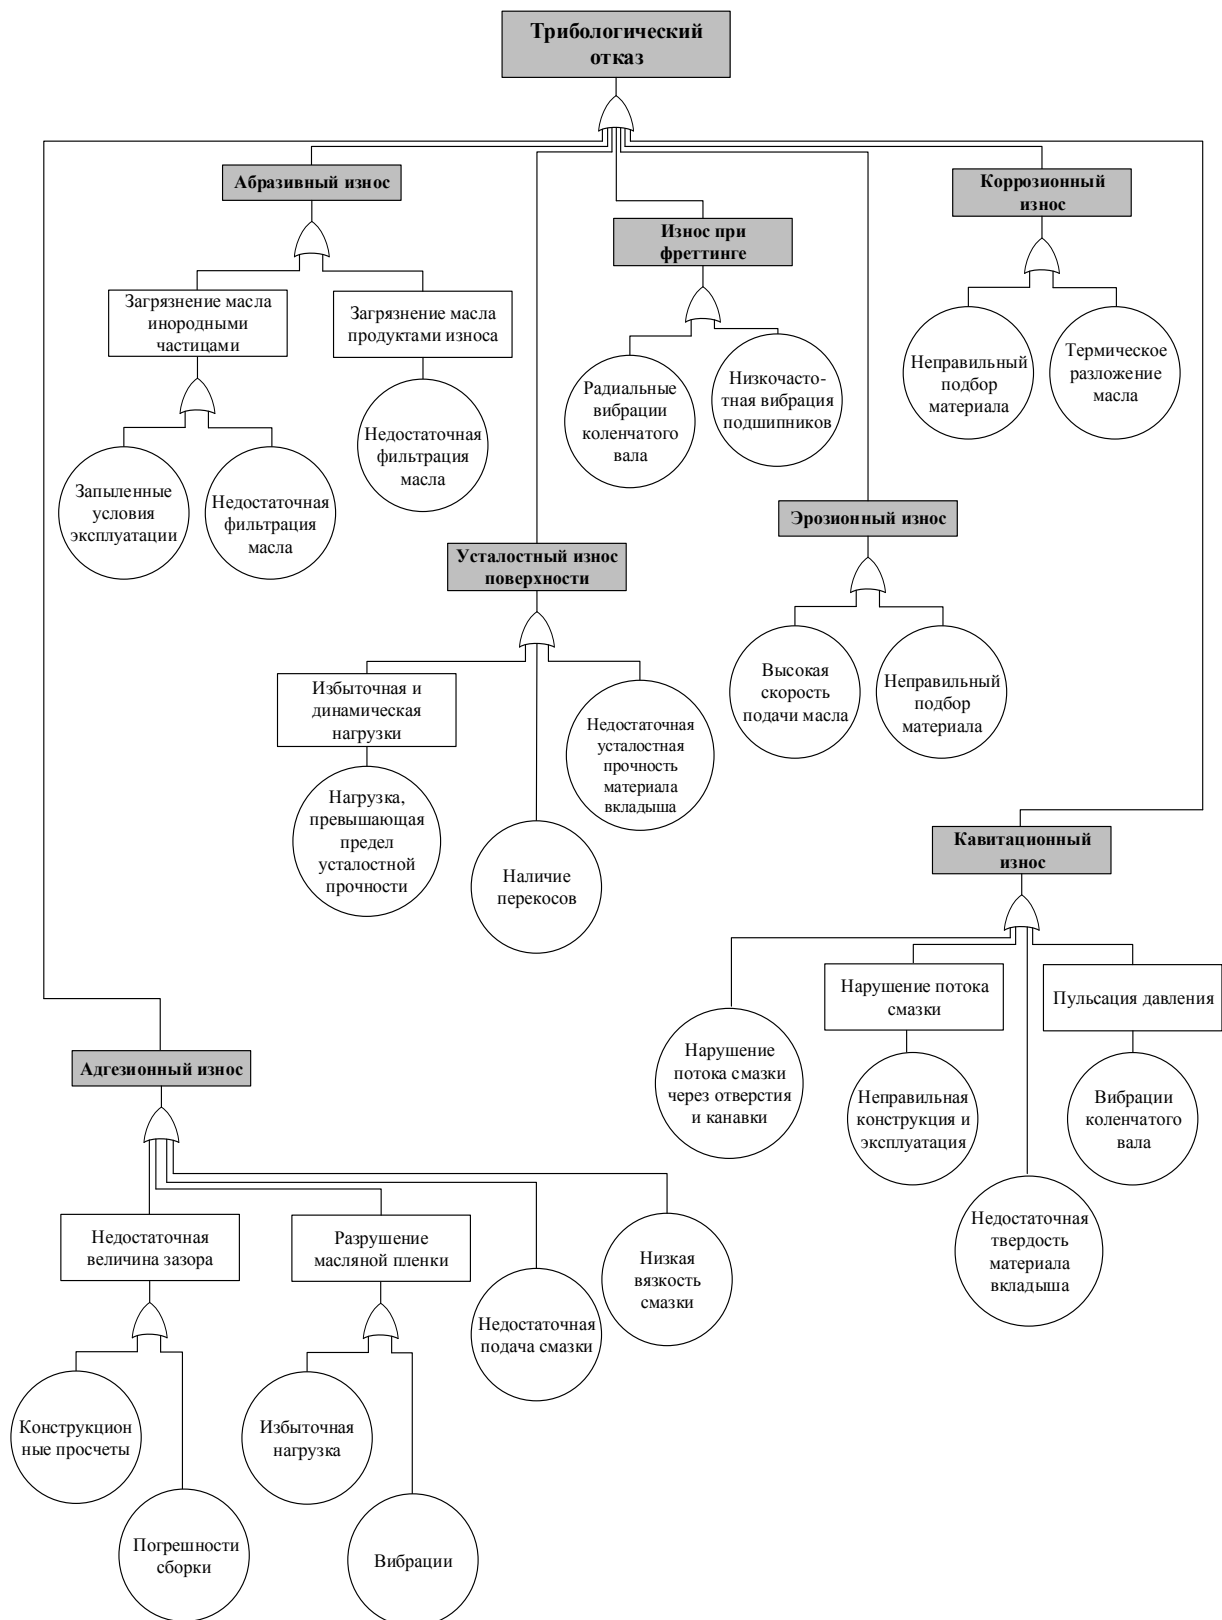 Трибологический
отказ
Абразивный износ
Коррозионный
износ
Износ при
фреттинге
Загрязнение масла
инородными
частицами
Загрязнение масла
продуктами износа
Неправильный
подбор
материала
Термическое
разложение
масла
Радиальные
вибрации
коленчатого
вала
Низкочасто-
тная вибрация
подшипников
Недостаточная
фильтрация
масла
Запыленные
условия
эксплуатации
Недостаточная
фильтрация
масла
Эрозионный износ
Усталостный износ
поверхности
Высокая
скорость
подачи масла
Неправильный
подбор
материала
Избыточная и
динамическая
нагрузки
Недостаточная
усталостная
прочность
материала
вкладыша
Нагрузка,
превышающая
предел
усталостной
прочности
Наличие
перекосов
Кавитационный
износ
Нарушение потока
смазки
Пульсация давления
Нарушение
потока смазки
через отверстия
и канавки
Неправильная
конструкция и
эксплуатация
Вибрации
коленчатого
вала
Недостаточная
твердость
материала
вкладыша
Адгезионный износ
Недостаточная
величина зазора
Разрушение
масляной пленки
Недостаточная
подача смазки
Низкая
вязкость
смазки
Конструкцион
ные просчеты
Избыточная
нагрузка
Погрешности
сборки
Вибрации